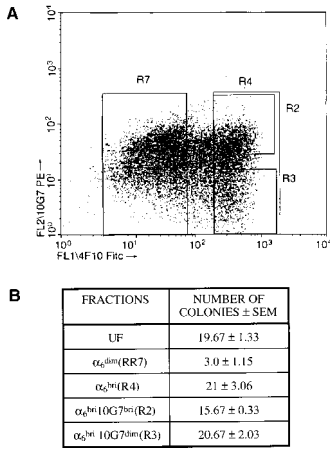 A
R7
R4
R2
R3
10⁴
10³
10²
10¹
1
10⁰
10¹
10²
10³
10⁴
FL2\10G7 PE→
FL1\4F10 Fitc →
B
FRACTIONS NUMBER OF COLONIES ± SEM
UF 19.67 ± 1.33
α₆ᵈⁱᵐ(RR7) 3.0 ± 1.15
α₆ᵇʳⁱ(R4) 21 ± 3.06
α₆ᵇʳⁱ10G7ᵇʳⁱ(R2) 15.67 ± 0.33
α₆ᵇʳⁱ 10G7ᵈⁱᵐ(R3) 20.67 ± 2.03